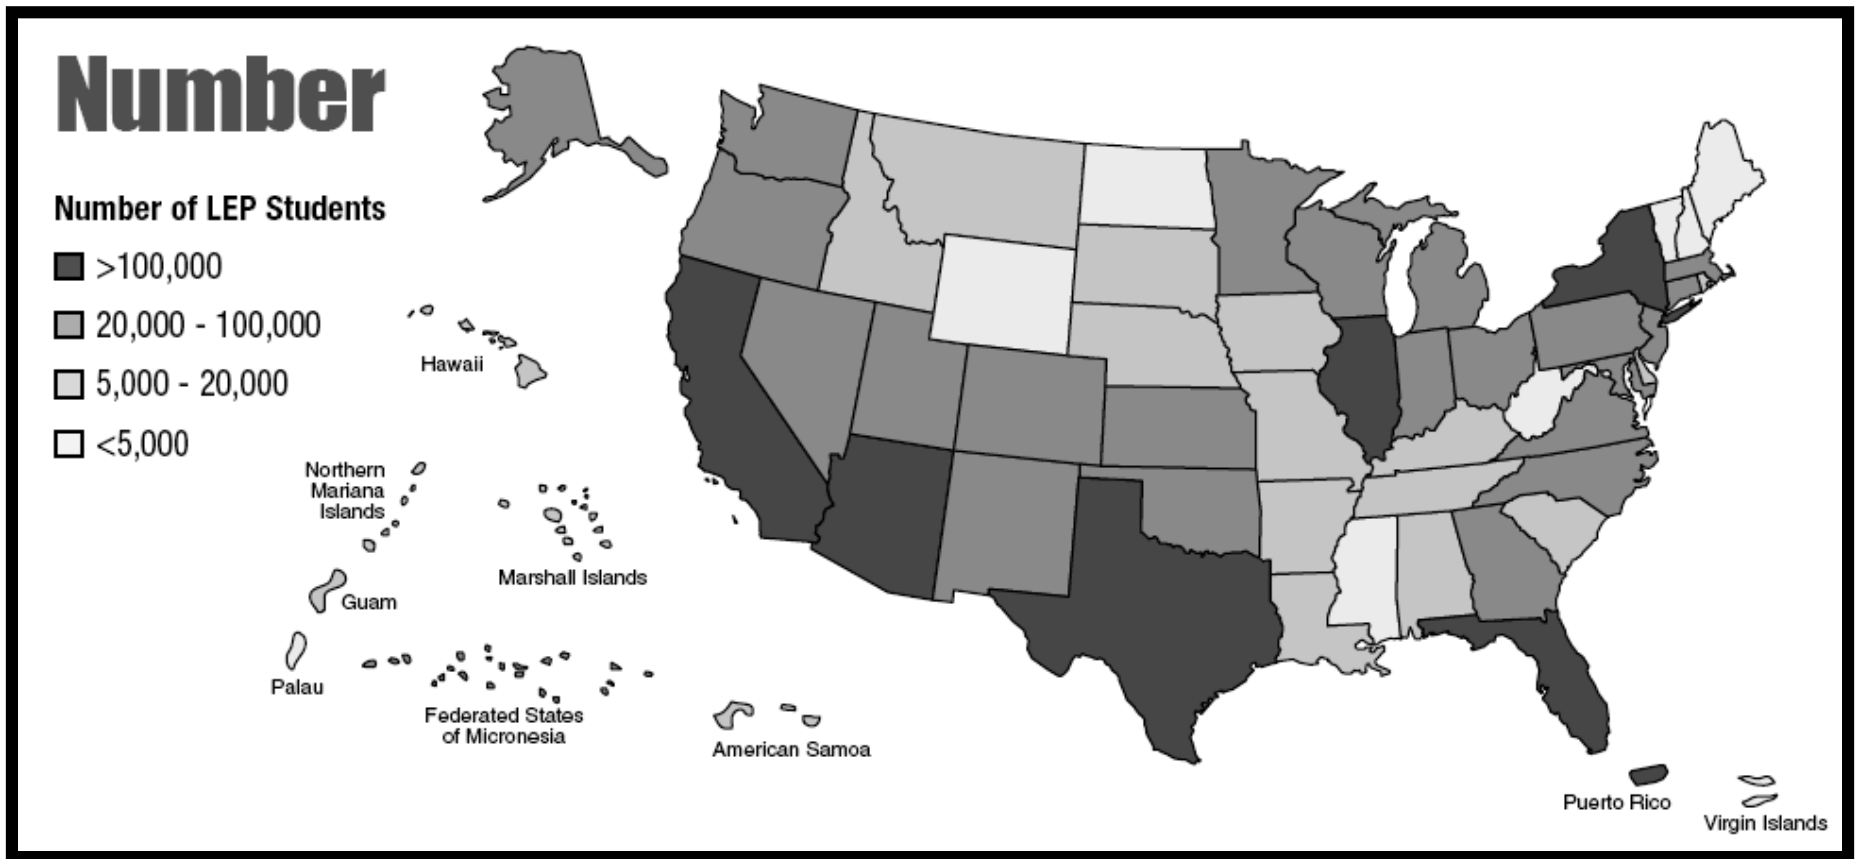 Number
Number of LEP Students
>100,000
20,000 - 100,000
5,000 - 20,000
<5,000
Hawaii
Northern
Mariana
Islands
Marshall Islands
Guam
Palau
Federated States
of Micronesia
American Samoa
Puerto Rico
Virgin Islands